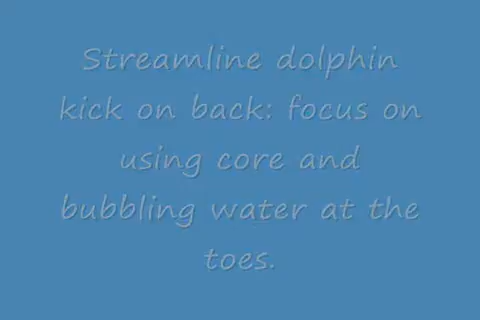 Streamline dolphin
kick on back: focus on
using core and
bubbling water at the
toes.